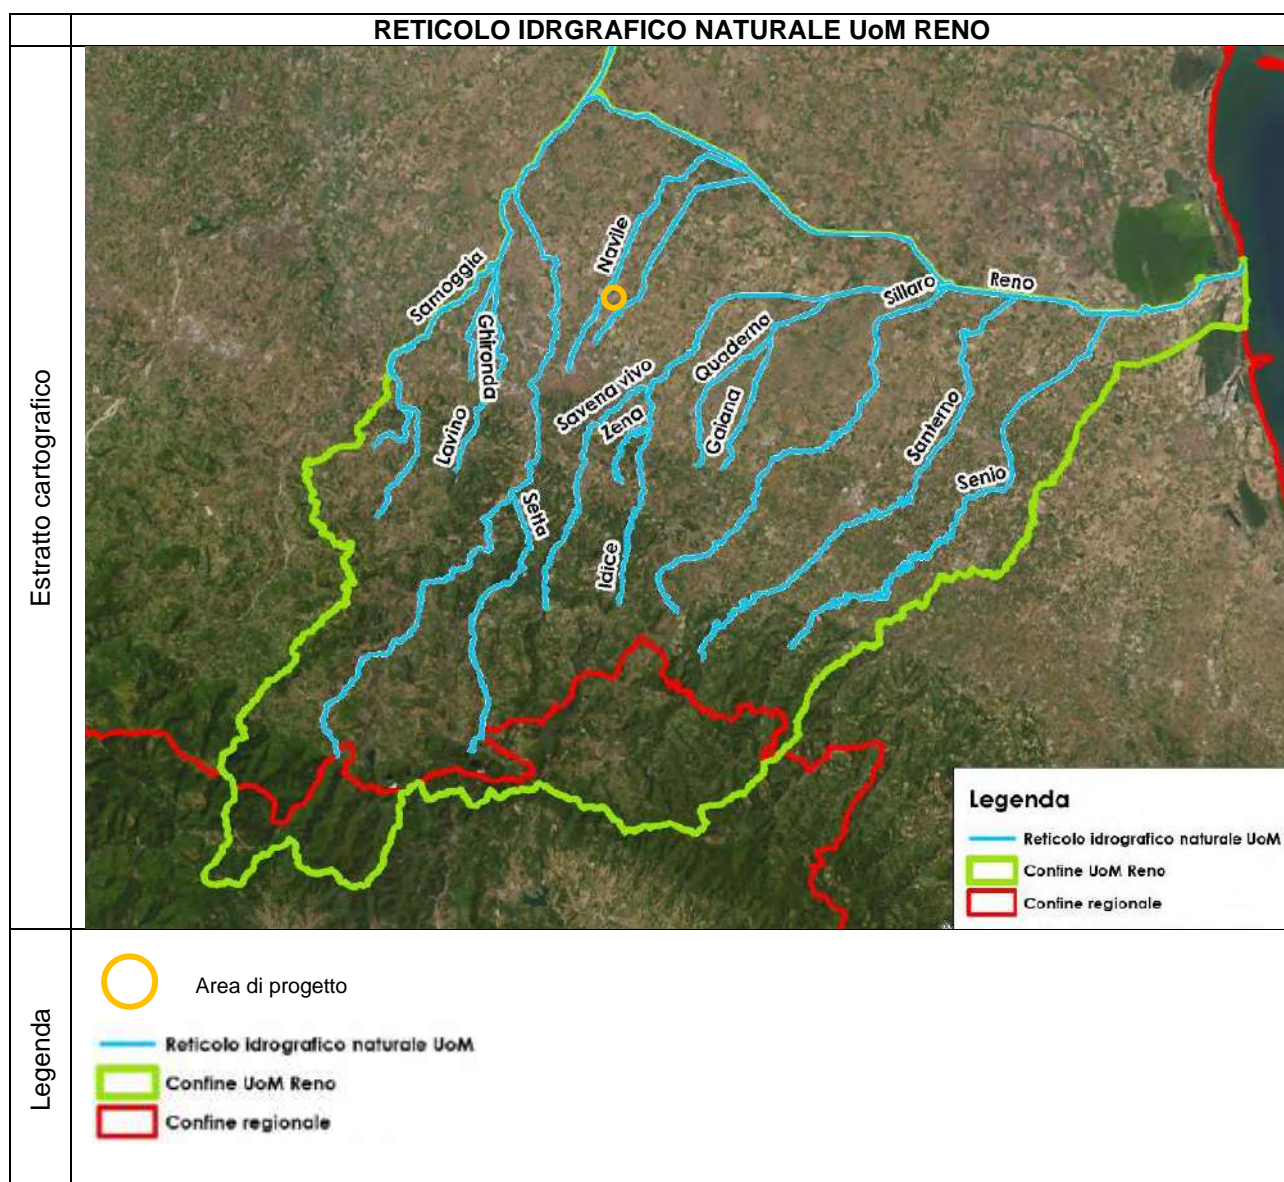 RETICOLO IDRGRAFICO NATURALE UoM RENO
Estratto cartografico
Navile
Samoggia
Ghironda
Lavino
Savena vivo
Zena
Quaderno
Gaiana
Sillaro
Reno
Santerno
Senio
Setta
Idice
Legenda
Reticolo idrografico naturale UoM
Confine UoM Reno
Confine regionale
Legenda
Area di progetto
Reticolo idrografico naturale UoM
Confine UoM Reno
Confine regionale